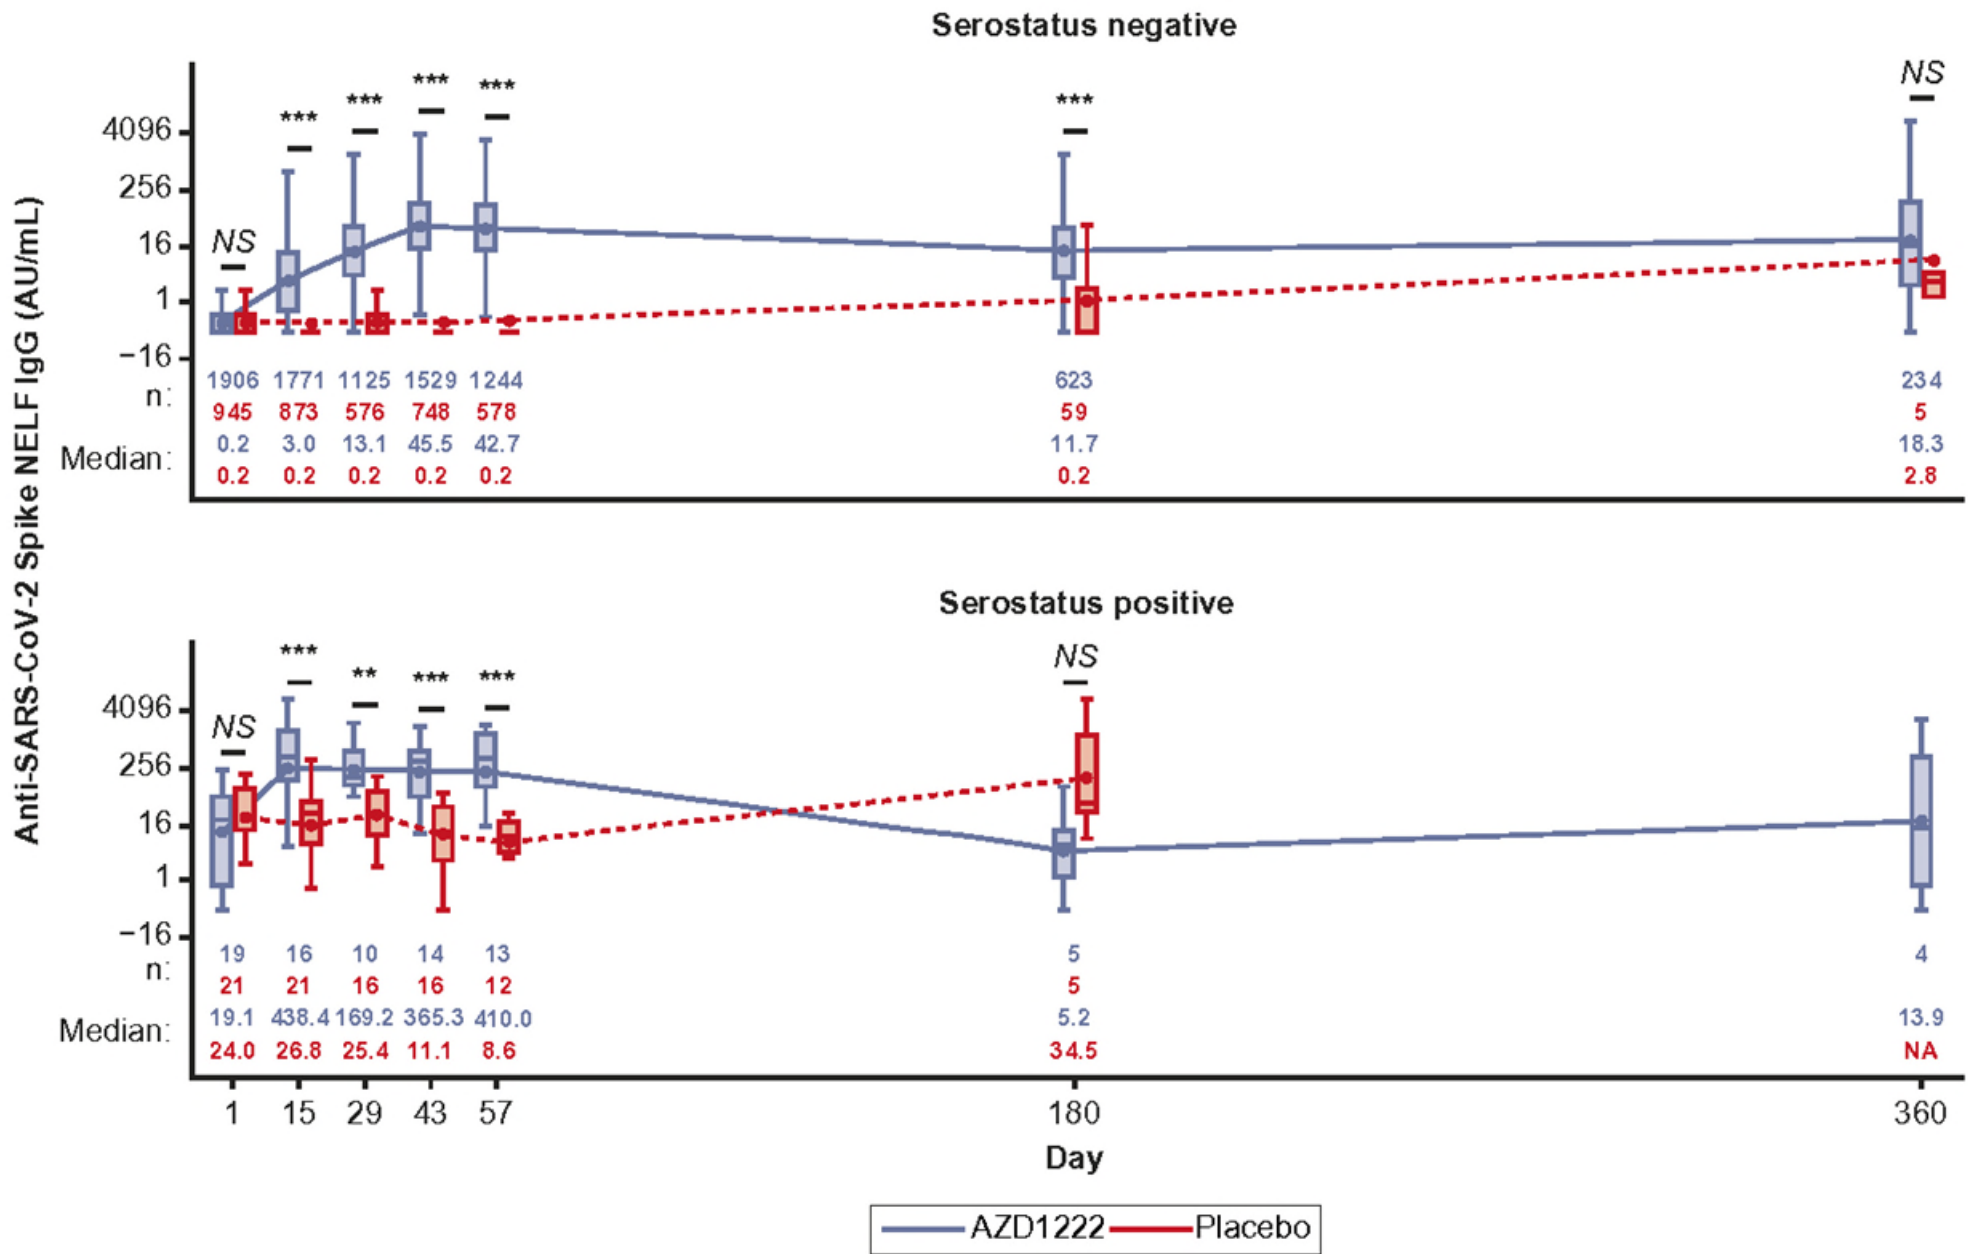 Serostatus negative
Anti-SARS-CoV-2 Spike NELF IgG (AU/mL)
NS *** *** *** *** *** NS
4096
256
16
1
−16
n:
1906 1771 1125 1529 1244 623 234
945 873 576 748 578 59 5
Median:
0.2 3.0 13.1 45.5 42.7 11.7 18.3
0.2 0.2 0.2 0.2 0.2 0.2 2.8
Serostatus positive
NS *** ** *** *** NS
4096
256
16
1
−16
n:
19 16 10 14 13 5 4
21 21 16 16 12 5
Median:
19.1 438.4 169.2 365.3 410.0 5.2 13.9
24.0 26.8 25.4 11.1 8.6 34.5 NA
1 15 29 43 57 180 360
Day
AZD1222 Placebo